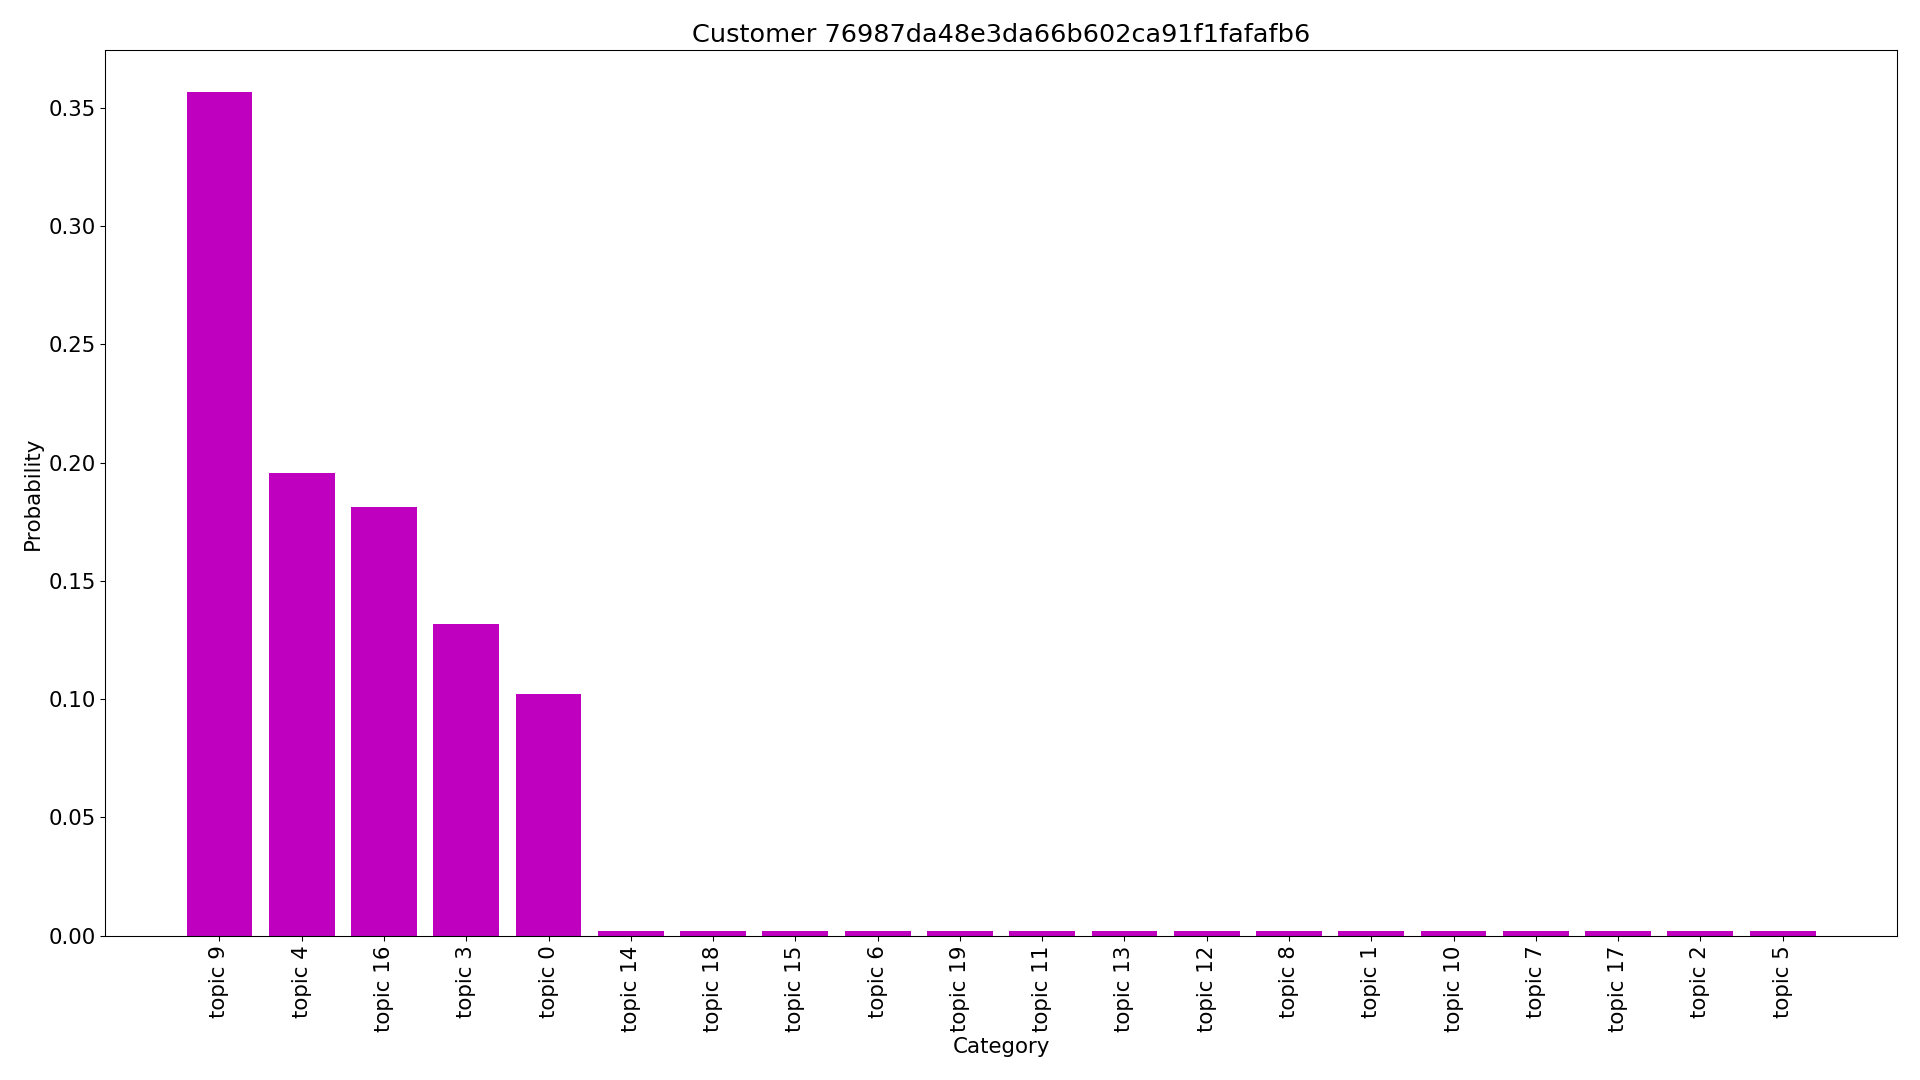 Customer 76987da48e3da66b602ca91f1fafafb6
Probability
0.35
0.30
0.25
0.20
0.15
0.10
0.05
0.00
topic 9
topic 4
topic 16
topic 3
topic 0
topic 14
topic 18
topic 15
topic 6
topic 19
topic 11
topic 13
topic 12
topic 8
topic 1
topic 10
topic 7
topic 17
topic 2
topic 5
Category